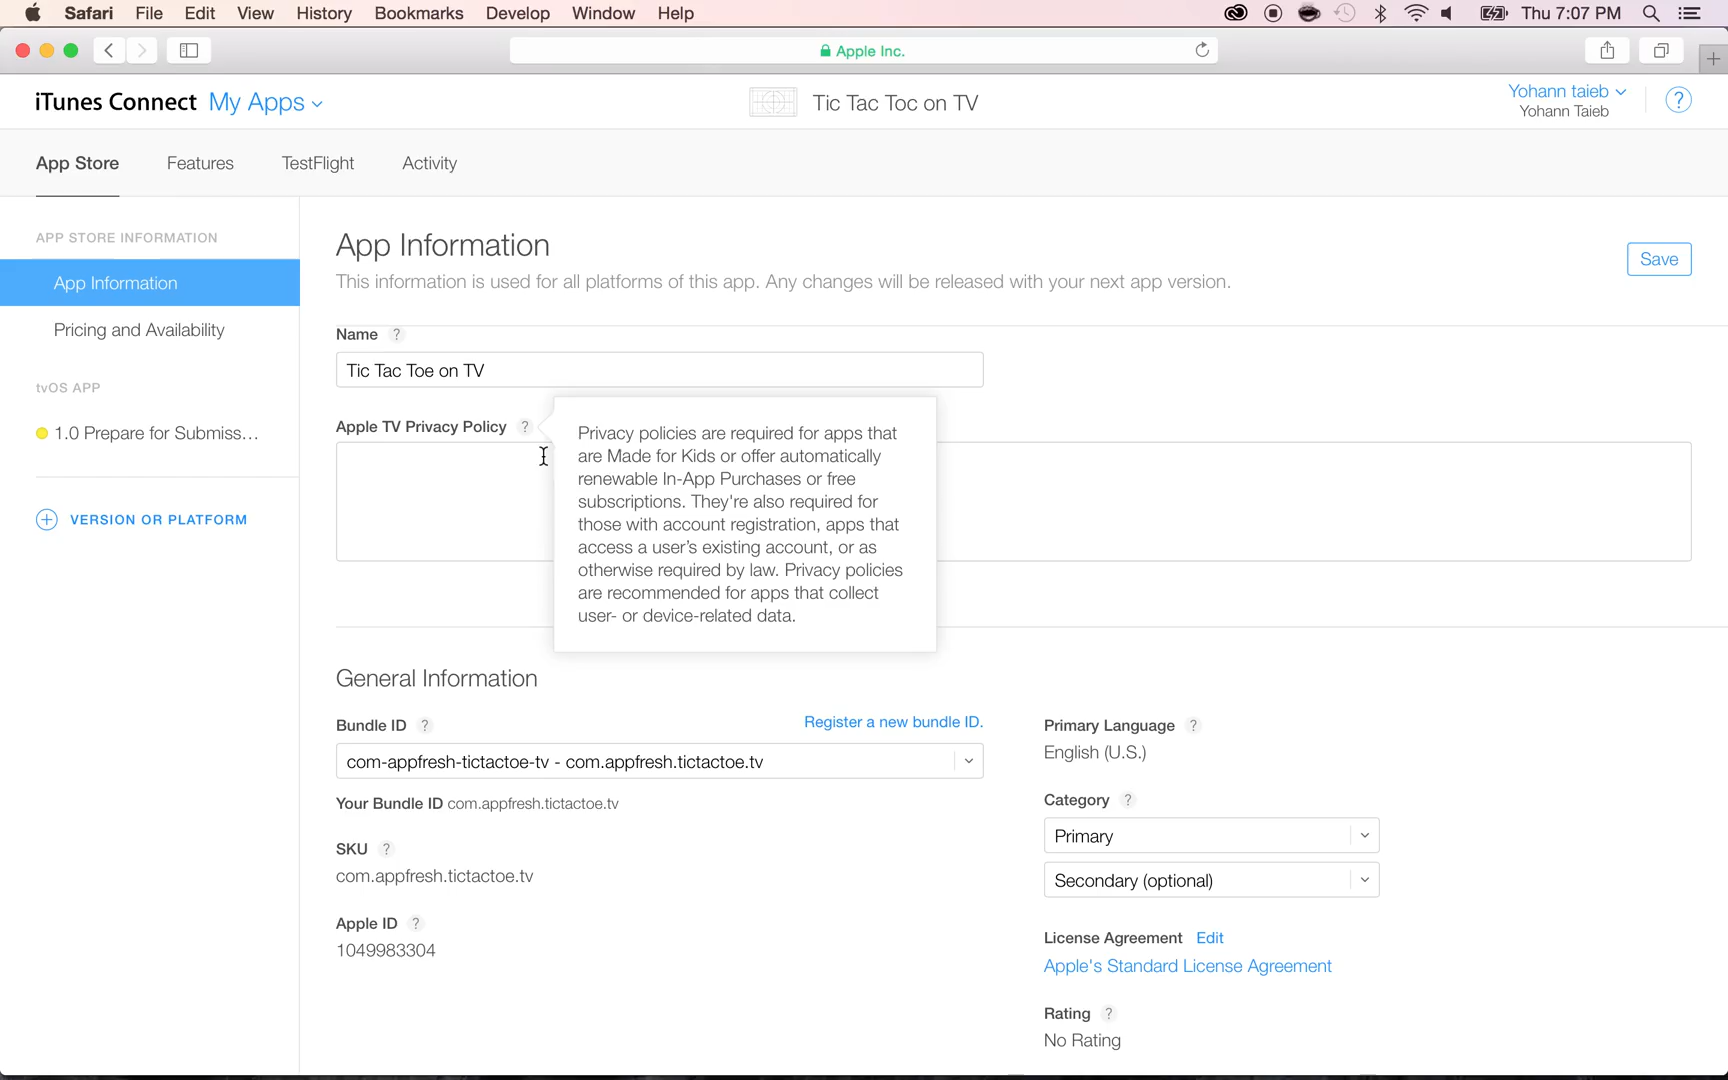 Safari File Edit View History Bookmarks Develop Window Help Thu 7:07 PM
Apple Inc.
iTunes Connect My Apps
Tic Tac Toc on TV
Yohann taieb
Yohann Taieb
?
App Store Features TestFlight Activity
APP STORE INFORMATION
App Information
Pricing and Availability
tvOS APP
1.0 Prepare for Submiss...
VERSION OR PLATFORM
App Information
This information is used for all platforms of this app. Any changes will be released with your next app version.
Save
Name ?
Tic Tac Toe on TV
Apple TV Privacy Policy ?
Privacy policies are required for apps that
are Made for Kids or offer automatically
renewable In-App Purchases or free
subscriptions. They're also required for
those with account registration, apps that
access a user's existing account, or as
otherwise required by law. Privacy policies
are recommended for apps that collect
user- or device-related data.
General Information
Bundle ID ? Register a new bundle ID.
com-appfresh-tictactoe-tv - com.appfresh.tictactoe.tv
Your Bundle ID com.appfresh.tictactoe.tv
SKU ?
com.appfresh.tictactoe.tv
Apple ID ?
1049983304
Primary Language ?
English (U.S.)
Category ?
Primary
Secondary (optional)
License Agreement Edit
Apple's Standard License Agreement
Rating ?
No Rating